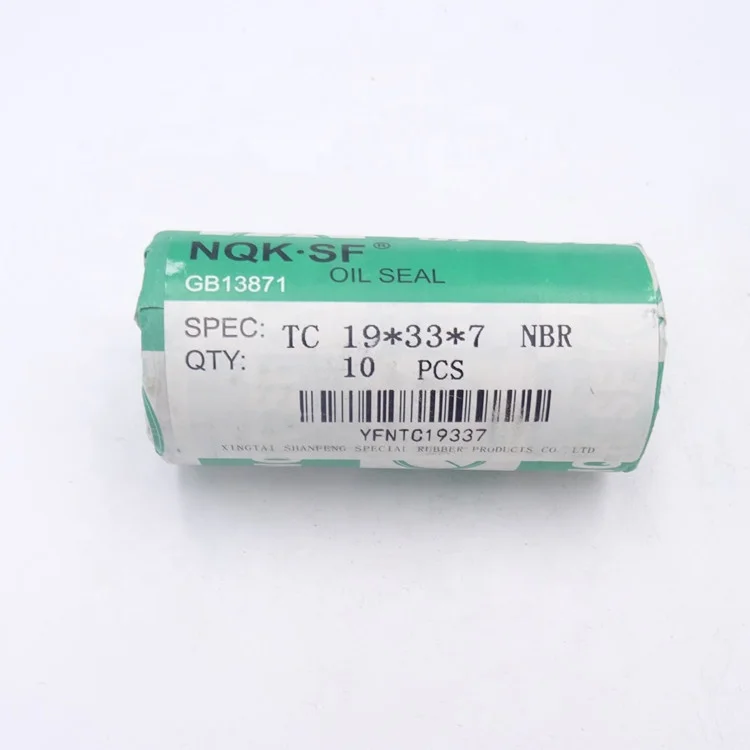 NQK·SF®
OIL SEAL
GB13871
SPEC: TC 19*33*7 NBR
QTY: 10 PCS
YFNTC19337
XINGTAI SHANFENG SPECIAL RUBBER PRODUCTS CO. LTD